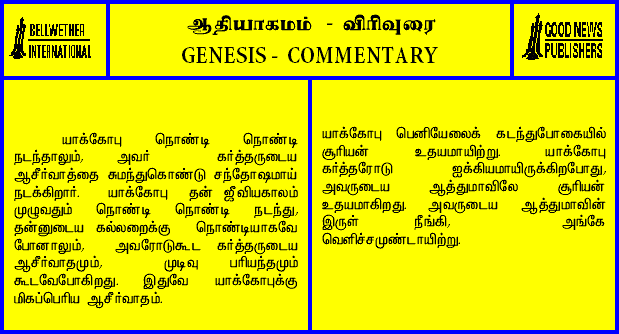 BELLWETHER
INTERNATIONAL
ஆதியாகமம் - விரிவுரை
GENESIS - COMMENTARY
GOOD NEWS
PUBLISHERS
யாக்கோபு நொண்டி நொண்டி
நடந்தாலும், அவர் கர்த்தருடைய
ஆசீர்வாத்தை சுமந்துகொண்டு சந்தோஷமாய்
நடக்கிறார். யாக்கோபு தன் ஜீவியகாலம்
முழுவதும் நொண்டி நொண்டி நடந்து,
தன்னுடைய கல்லறைக்கு நொண்டியாகவே
போனாலும், அவரோடுகூட கர்த்தருடைய
ஆசீர்வாதமும், முடிவு பரியந்தமும்
கூடவேபோகிறது. இதுவே யாக்கோபுக்கு
மிகப்பெரிய ஆசீர்வாதம்.
யாக்கோபு பெனியேலைக் கடந்துபோகையில்
சூரியன் உதயமாயிற்று. யாக்கோபு
கர்த்தரோடு ஐக்கியமாயிருக்கிறபோது,
அவருடைய ஆத்துமாவிலே சூரியன்
உதயமாகிறது. அவருடைய ஆத்துமாவின்
இருள் நீங்கி, அங்கே
வெளிச்சமுண்டாயிற்று.